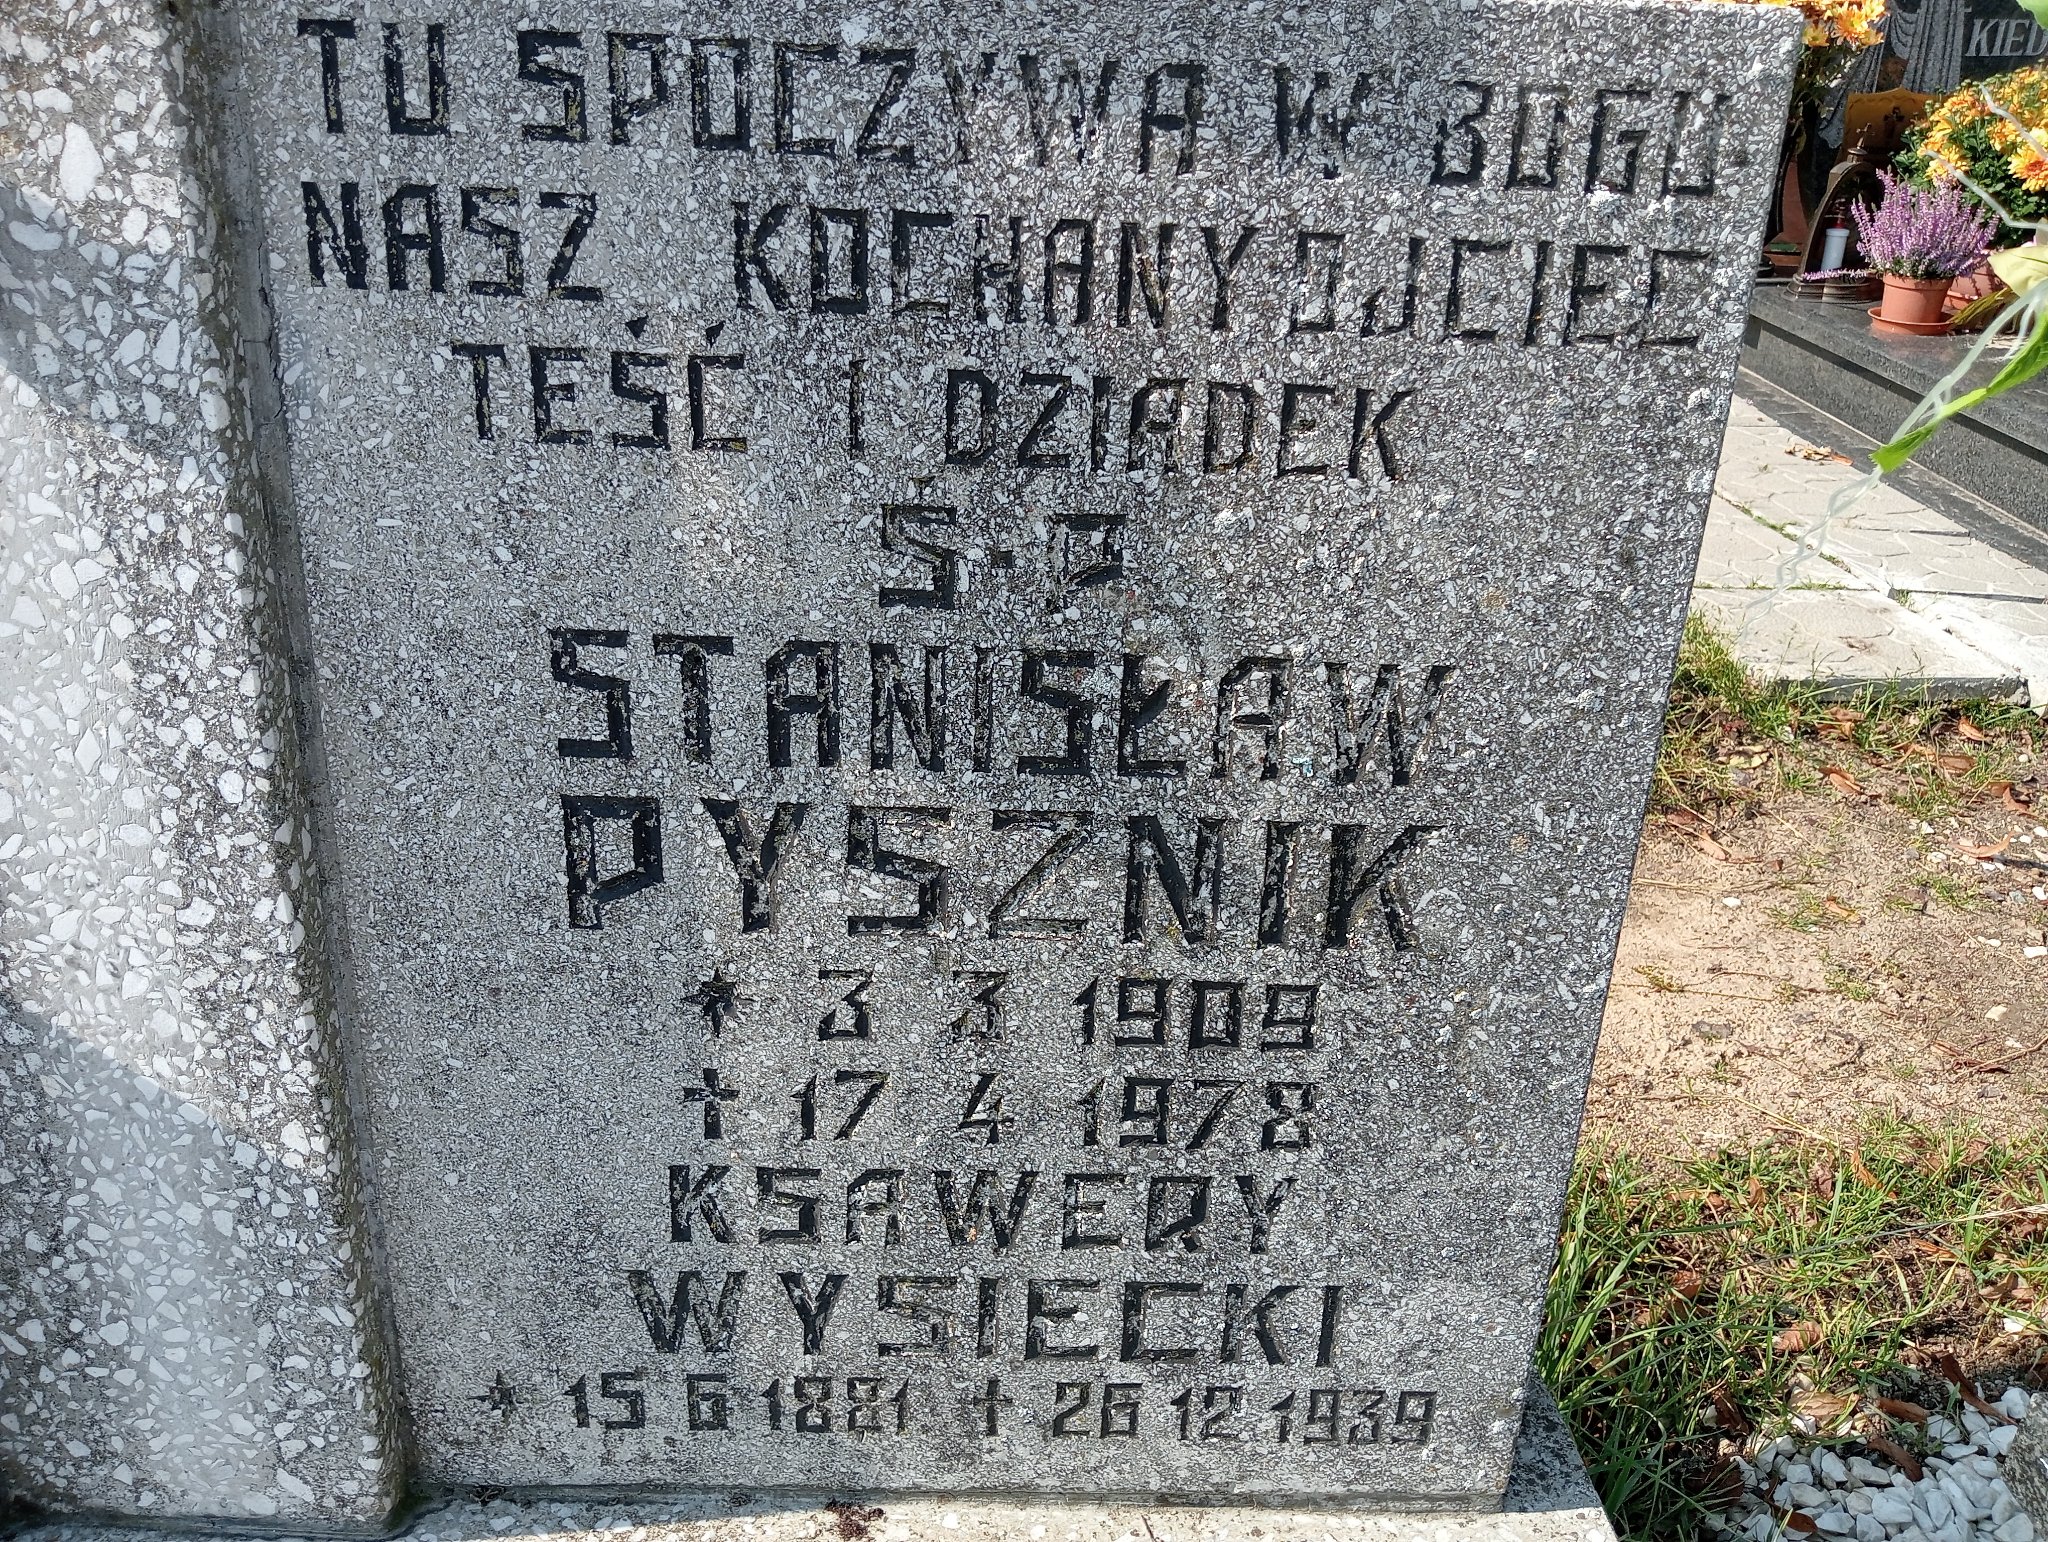 TU SPOCZYWA W BOGU
NASZ KOCHANY OJCIEC
TEŚĆ I DZIADEK
Ś.P
STANISŁAW
PYSZNIK
* 3 3 1909
† 17 4 1978
KSAWERY
WYSIECKI
* 15 6 1881 † 26 12 1939